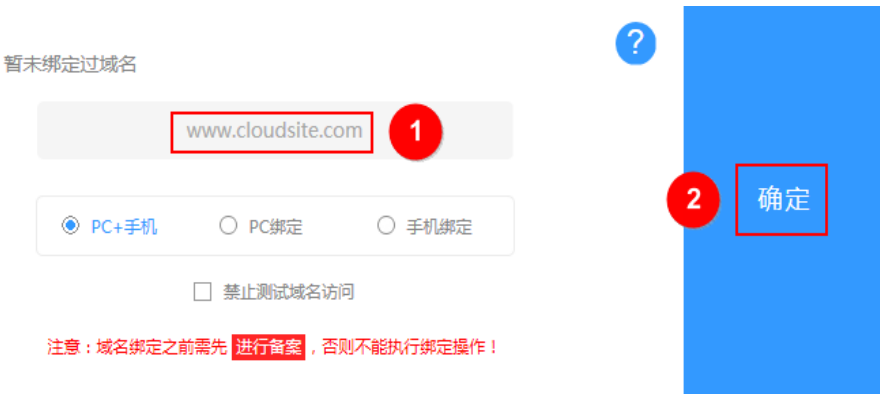 ?
暂未绑定过域名
www.cloudsite.com 1
2 确定
PC+手机 PC绑定 手机绑定
禁止测试域名访问
注意：域名绑定之前需先 进行备案 ，否则不能执行绑定操作！